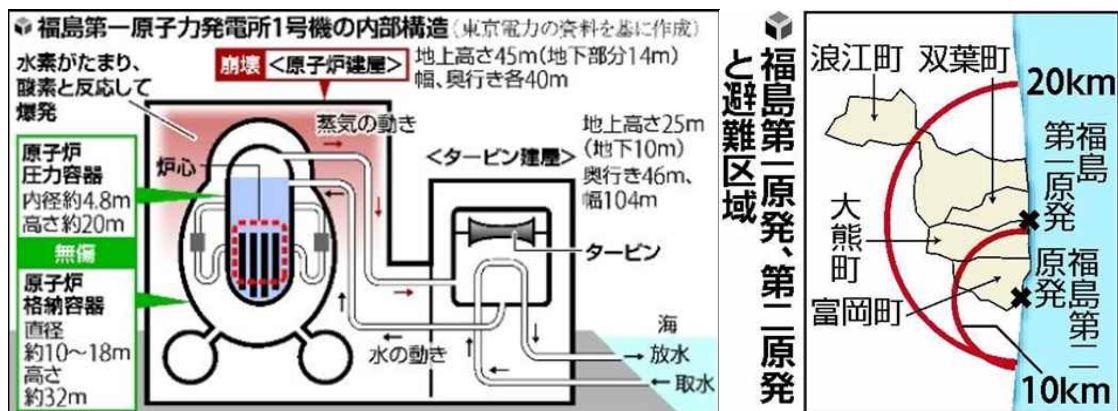 福島第一原子力発電所1号機の内部構造(東京電力の資料を基に作成)
水素がたまり、
酸素と反応して
爆発
崩壊
<原子炉建屋>
地上高さ45m(地下部分14m)
幅、奥行き各40m
蒸気の動き
原子炉
圧力容器
内径約4.8m
高さ約20m
無傷
原子炉
格納容器
直径
約10〜18m
高さ
約32m
炉心
<タービン建屋>
地上高さ25m
(地下10m)
奥行き46m、
幅104m
タービン
水の動き
海
放水
取水
福島第一原発、第二原発
と避難区域
浪江町
双葉町
20km
福島
第一原発
大熊町
富岡町
福島第二
原発
10km